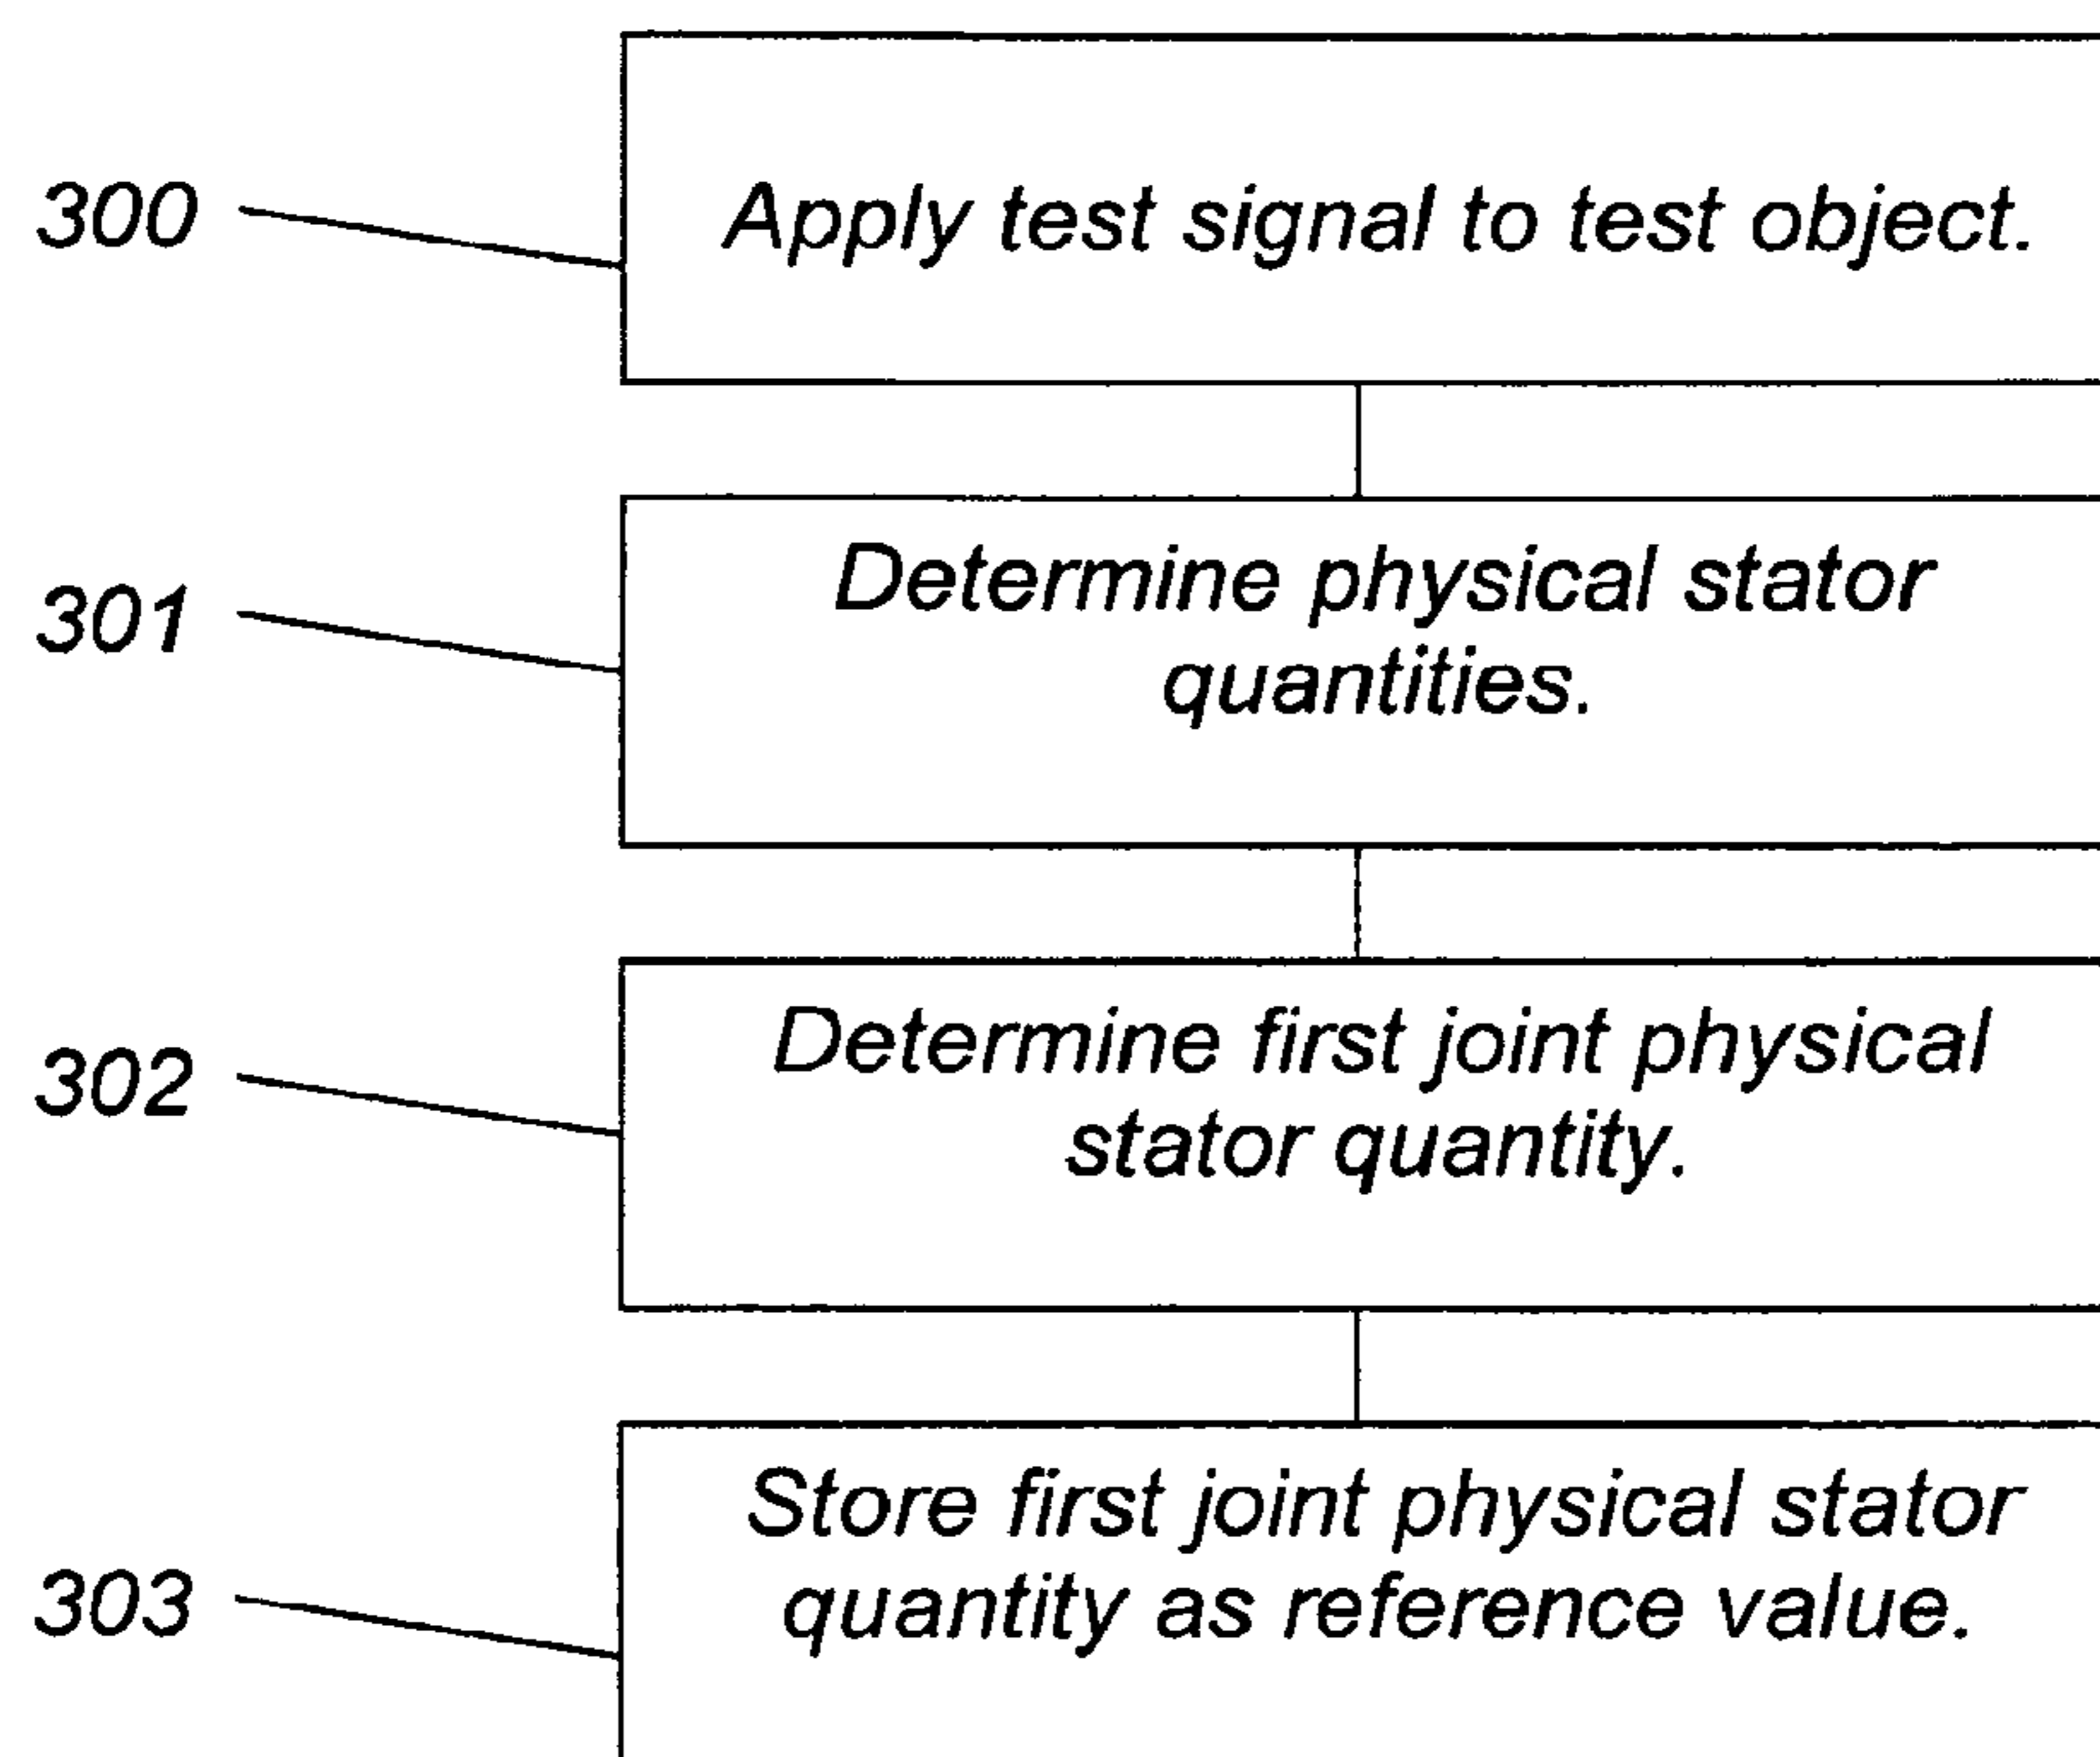 300
Apply test signal to test object.
301
Determine physical stator
quantities.
302
Determine first joint physical
stator quantity.
303
Store first joint physical stator
quantity as reference value.